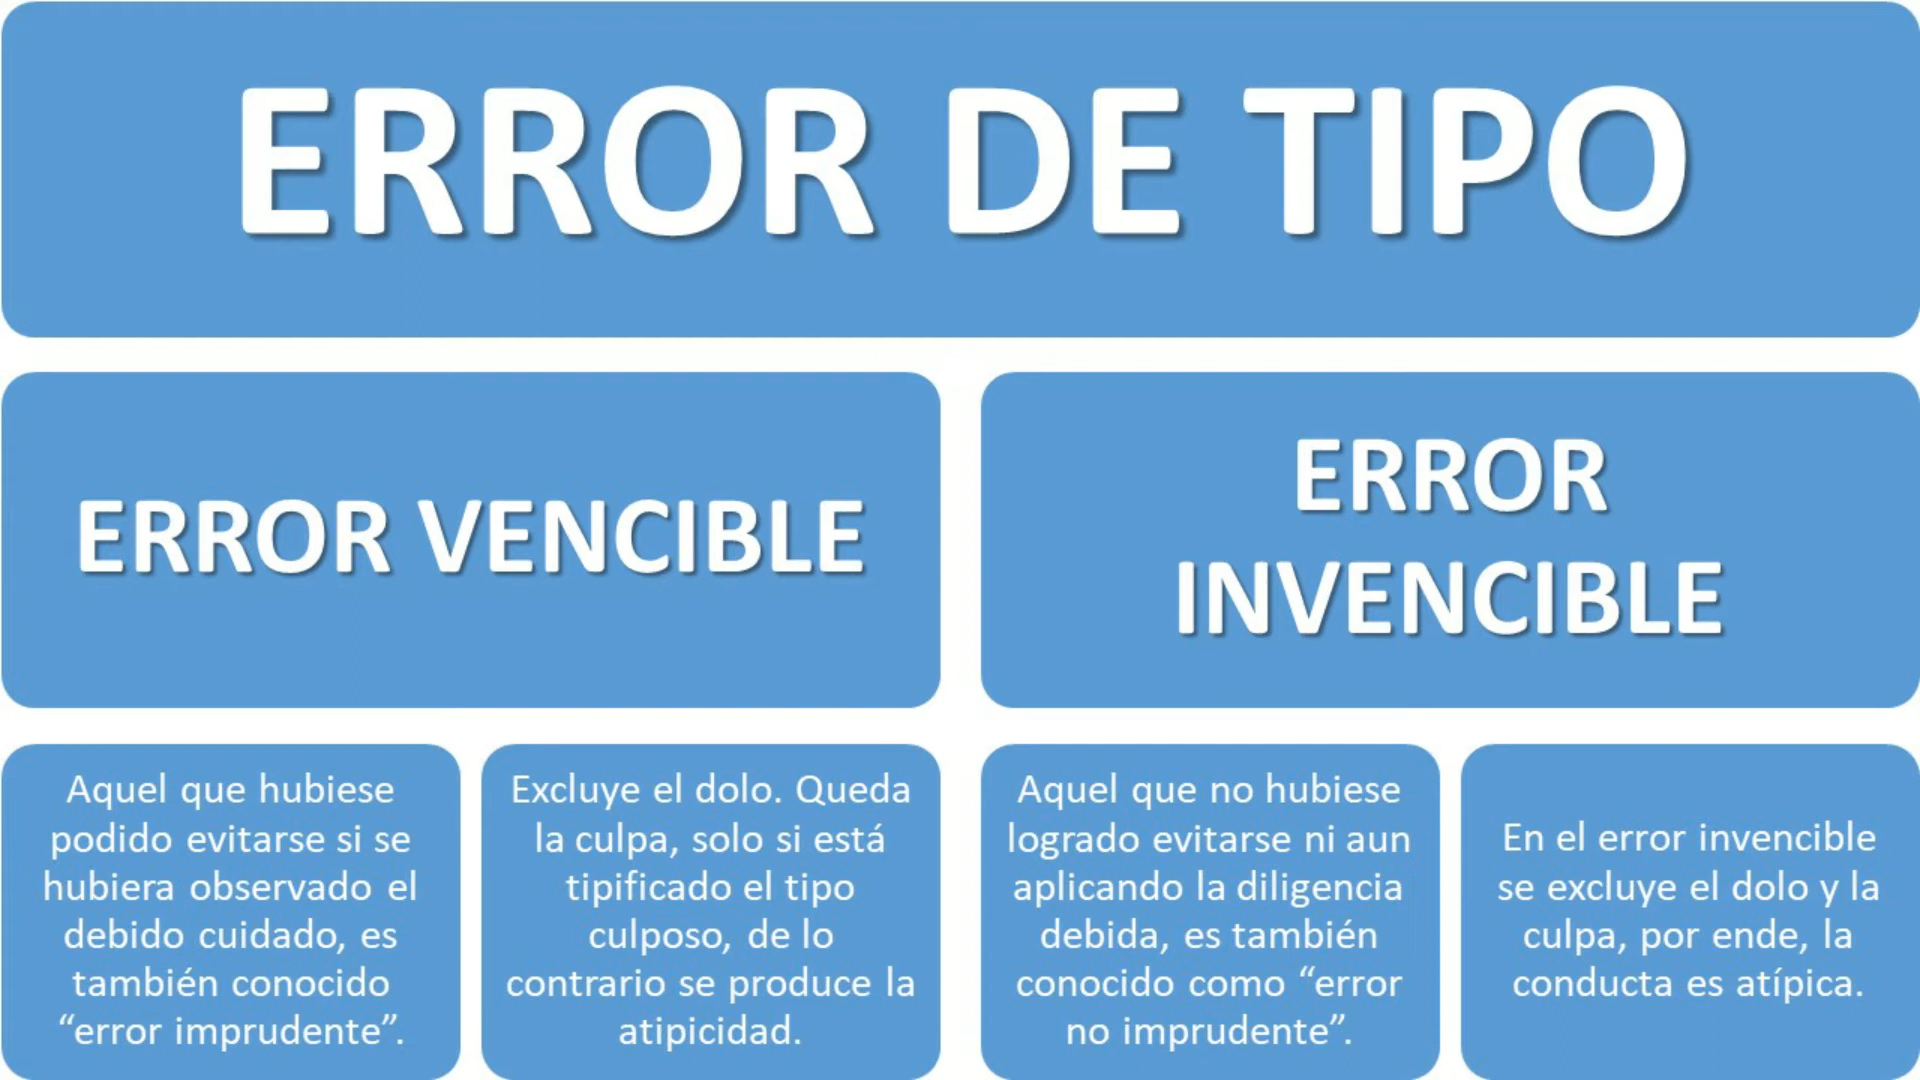 ERROR DE TIPO
ERROR VENCIBLE
ERROR
INVENCIBLE
Aquel que hubiese
podido evitarse si se
hubiera observado el
debido cuidado, es
también conocido
“error imprudente”.
Excluye el dolo. Queda
la culpa, solo si está
tipificado el tipo
culposo, de lo
contrario se produce la
atipicidad.
Aquel que no hubiese
logrado evitarse ni aun
aplicando la diligencia
debida, es también
conocido como “error
no imprudente”.
En el error invencible
se excluye el dolo y la
culpa, por ende, la
conducta es atípica.